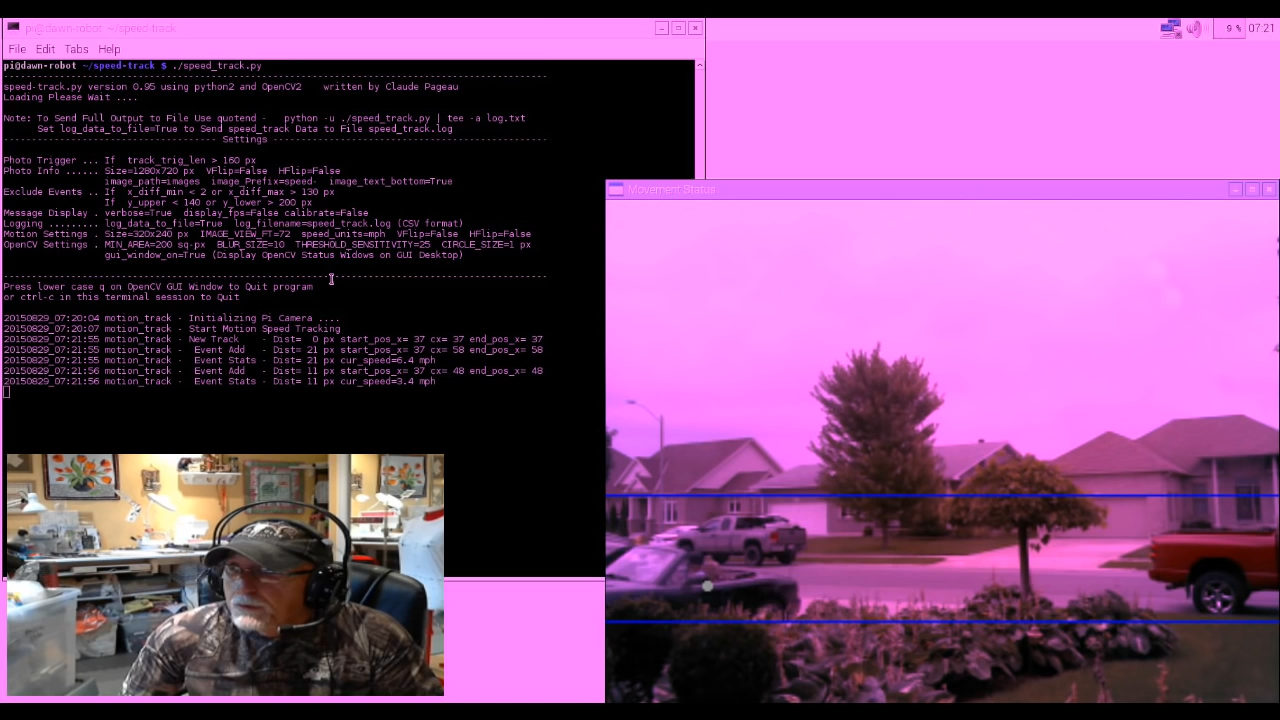 pi@dawn-robot: ~/speed-track
File Edit Tabs Help
9 % 07:21
pi@dawn-robot ~/speed-track $ ./speed_track.py
----------------------------------------------------------------------------------------------------
speed-track.py version 0.95 using python2 and OpenCV2    written by Claude Pageau
Loading Please Wait ....
Note: To Send Full Output to File Use quotend -   python -u ./speed_track.py | tee -a log.txt
      Set log_data_to_file=True to Send speed_track Data to File speed_track.log
-------------------------------------- Settings -------------------------------------------------
Photo Trigger ... If  track_trig_len > 160 px
Photo Info ...... Size=1280x720 px  VFlip=False  HFlip=False
                  image_path=images  image_Prefix=speed-  image_text_bottom=True
Exclude Events .. If  x_diff_min < 2 or x_diff_max > 130 px
                  If  y_upper < 140 or y_lower > 200 px
Message Display . verbose=True  display_fps=False calibrate=False
Logging ......... log_data_to_file=True  log_filename=speed_track.log (CSV format)
Motion Settings . Size=320x240 px  IMAGE_VIEW_FT=72  speed_units=mph  VFlip=False  HFlip=False
OpenCV Settings . MIN_AREA=200 sq-px  BLUR_SIZE=10  THRESHOLD_SENSITIVITY=25  CIRCLE_SIZE=1 px
                  gui_window_on=True (Display OpenCV Status Widows on GUI Desktop)
----------------------------------------------------------------------------------------------------
Press lower case q on OpenCV GUI Window to Quit program
or ctrl-c in this terminal session to Quit
20150829_07:20:04 motion_track - Initializing Pi Camera ....
20150829_07:20:07 motion_track - Start Motion Speed Tracking
20150829_07:21:55 motion_track - New Track    - Dist=  0 px start_pos_x= 37 cx= 37 end_pos_x= 37
20150829_07:21:55 motion_track -  Event Add   - Dist= 21 px start_pos_x= 37 cx= 58 end_pos_x= 58
20150829_07:21:55 motion_track -  Event Stats - Dist= 21 px cur_speed=6.4 mph
20150829_07:21:56 motion_track -  Event Add   - Dist= 11 px start_pos_x= 37 cx= 48 end_pos_x= 48
20150829_07:21:56 motion_track -  Event Stats - Dist= 11 px cur_speed=3.4 mph
Movement Status